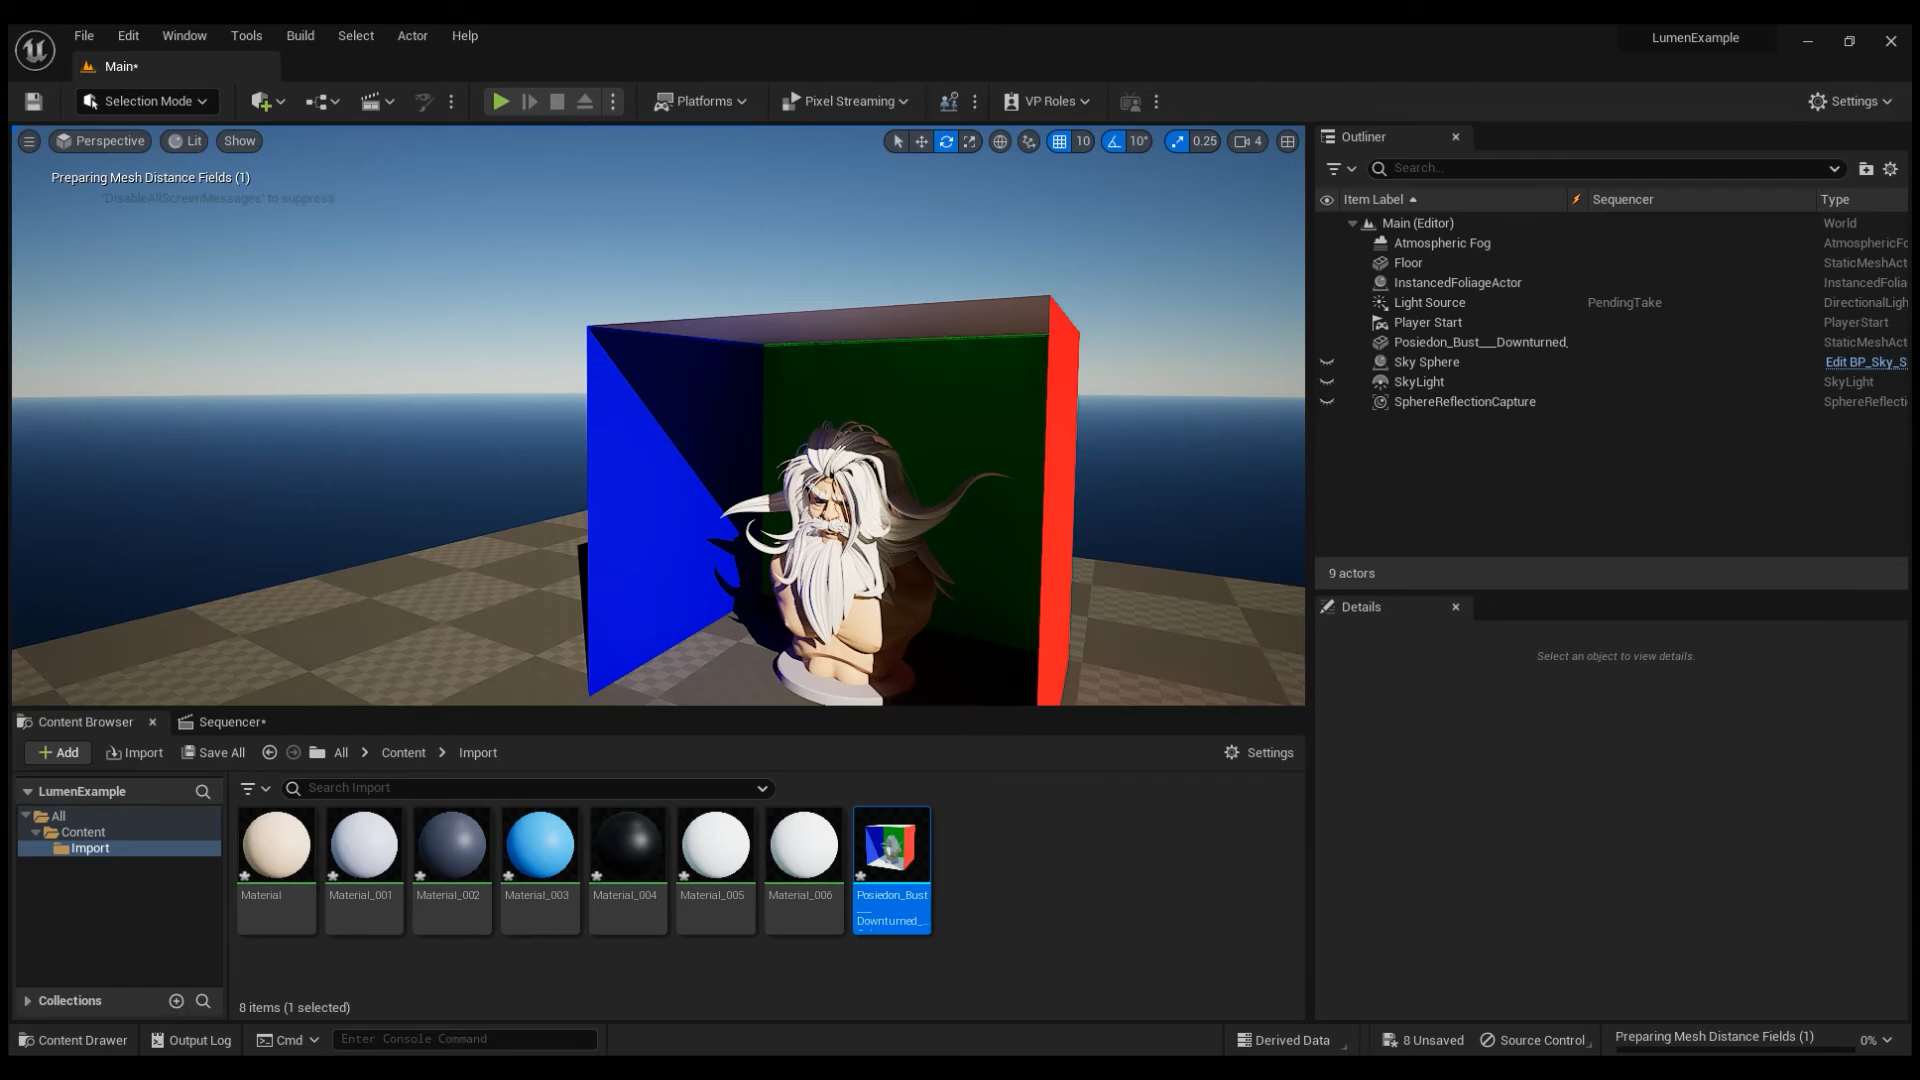 File Edit Window Tools Build Select Actor Help
LumenExample
Main*
Selection Mode
Platforms
Pixel Streaming
VP Roles
Settings
Perspective
Lit
Show
10
10°
0.25
4
Preparing Mesh Distance Fields (1)
'DisableAllScreenMessages' to suppress
Outliner
Search...
Item Label
Sequencer
Type
Main (Editor)
World
Atmospheric Fog
AtmosphericFo
Floor
StaticMeshAct
InstancedFoliageActor
InstancedFolia
Light Source
PendingTake
DirectionalLigh
Player Start
PlayerStart
Posiedon_Bust___Downturned_
StaticMeshAct
Sky Sphere
Edit BP_Sky_S
SkyLight
SkyLight
SphereReflectionCapture
SphereReflecti
9 actors
Details
Select an object to view details.
Content Browser
Sequencer*
Add
Import
Save All
All
Content
Import
Settings
LumenExample
All
Content
Import
Search Import
Material
Material_001
Material_002
Material_003
Material_004
Material_005
Material_006
Posiedon_Bust
__
Downturned_...
Collections
8 items (1 selected)
Content Drawer
Output Log
Cmd
Enter Console Command
Derived Data
8 Unsaved
Source Control
Preparing Mesh Distance Fields (1)
0%